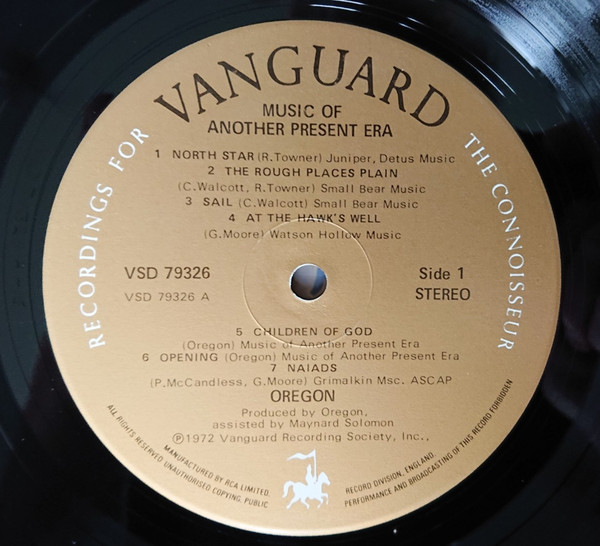 VANGUARD
RECORDINGS FOR THE CONNOISSEUR
MUSIC OF
ANOTHER PRESENT ERA
1 NORTH STAR (R.Towner) Juniper, Detus Music
2 THE ROUGH PLACES PLAIN
(C.Walcott, R.Towner) Small Bear Music
3 SAIL (C.Walcott) Small Bear Music
4 AT THE HAWK'S WELL
(G.Moore) Watson Hollow Music
VSD 79326
VSD 79326 A
Side 1
STEREO
5 CHILDREN OF GOD
(Oregon) Music of Another Present Era
6 OPENING (Oregon) Music of Another Present Era
7 NAIADS
(P.McCandless, G.Moore) Grimalkin Msc. ASCAP
OREGON
Produced by Oregon,
assisted by Maynard Solomon
℗1972 Vanguard Recording Society, Inc.,
MANUFACTURED BY RCA LIMITED, RECORD DIVISION, ENGLAND.
ALL RIGHTS RESERVED UNAUTHORISED COPYING, PUBLIC PERFORMANCE AND BROADCASTING OF THIS RECORD FORBIDDEN